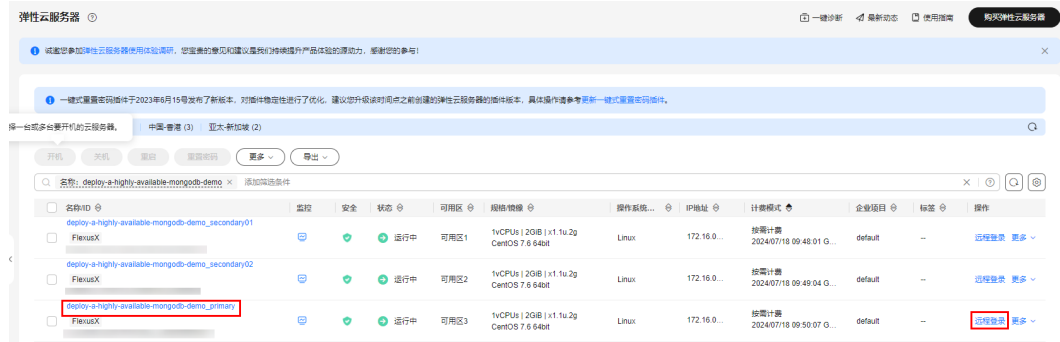 弹性云服务器 一键诊断 最新动态 使用指南 购买弹性云服务器
诚邀您参加弹性云服务器使用体验调研，您宝贵的意见和建议是我们持续提升产品体验的源动力，感谢您的参与！
一键式重置密码插件于2023年6月15号发布了新版本，对插件稳定性进行了优化，建议您升级该时间点之前创建的弹性云服务器的插件版本，具体操作请参考更新一键式重置密码插件。
择一台或多台要开机的云服务器。 中国-香港 (3) 亚太-新加坡 (2)
开机 关机 重启 重置密码 更多 导出
名称: deploy-a-highly-available-mongodb-demo × 添加筛选条件
名称/ID 监控 安全 状态 可用区 规格/镜像 操作系统... IP地址 计费模式 企业项目 标签 操作
deploy-a-highly-available-mongodb-demo_secondary01
FlexusX 运行中 可用区1 1vCPUs | 2GiB | x1.1u.2g Linux 172.16.0... 按需计费 default -- 远程登录 更多
CentOS 7.6 64bit 2024/07/18 09:48:01 G...
deploy-a-highly-available-mongodb-demo_secondary02
FlexusX 运行中 可用区2 1vCPUs | 2GiB | x1.1u.2g Linux 172.16.0... 按需计费 default -- 远程登录 更多
CentOS 7.6 64bit 2024/07/18 09:49:04 G...
deploy-a-highly-available-mongodb-demo_primary
FlexusX 运行中 可用区3 1vCPUs | 2GiB | x1.1u.2g Linux 172.16.0... 按需计费 default -- 远程登录 更多
CentOS 7.6 64bit 2024/07/18 09:50:07 G...